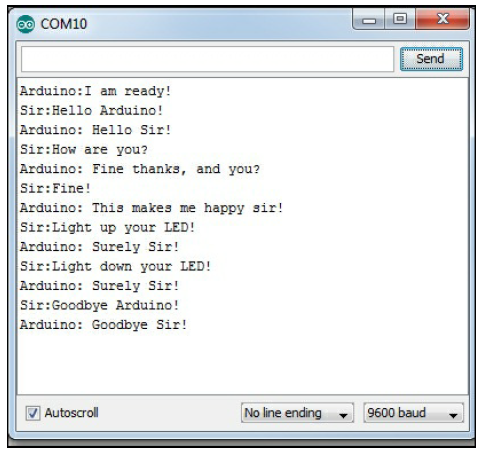 COM10
Send
Arduino:I am ready!
Sir:Hello Arduino!
Arduino: Hello Sir!
Sir:How are you?
Arduino: Fine thanks, and you?
Sir:Fine!
Arduino: This makes me happy sir!
Sir:Light up your LED!
Arduino: Surely Sir!
Sir:Light down your LED!
Arduino: Surely Sir!
Sir:Goodbye Arduino!
Arduino: Goodbye Sir!
Autoscroll No line ending 9600 baud